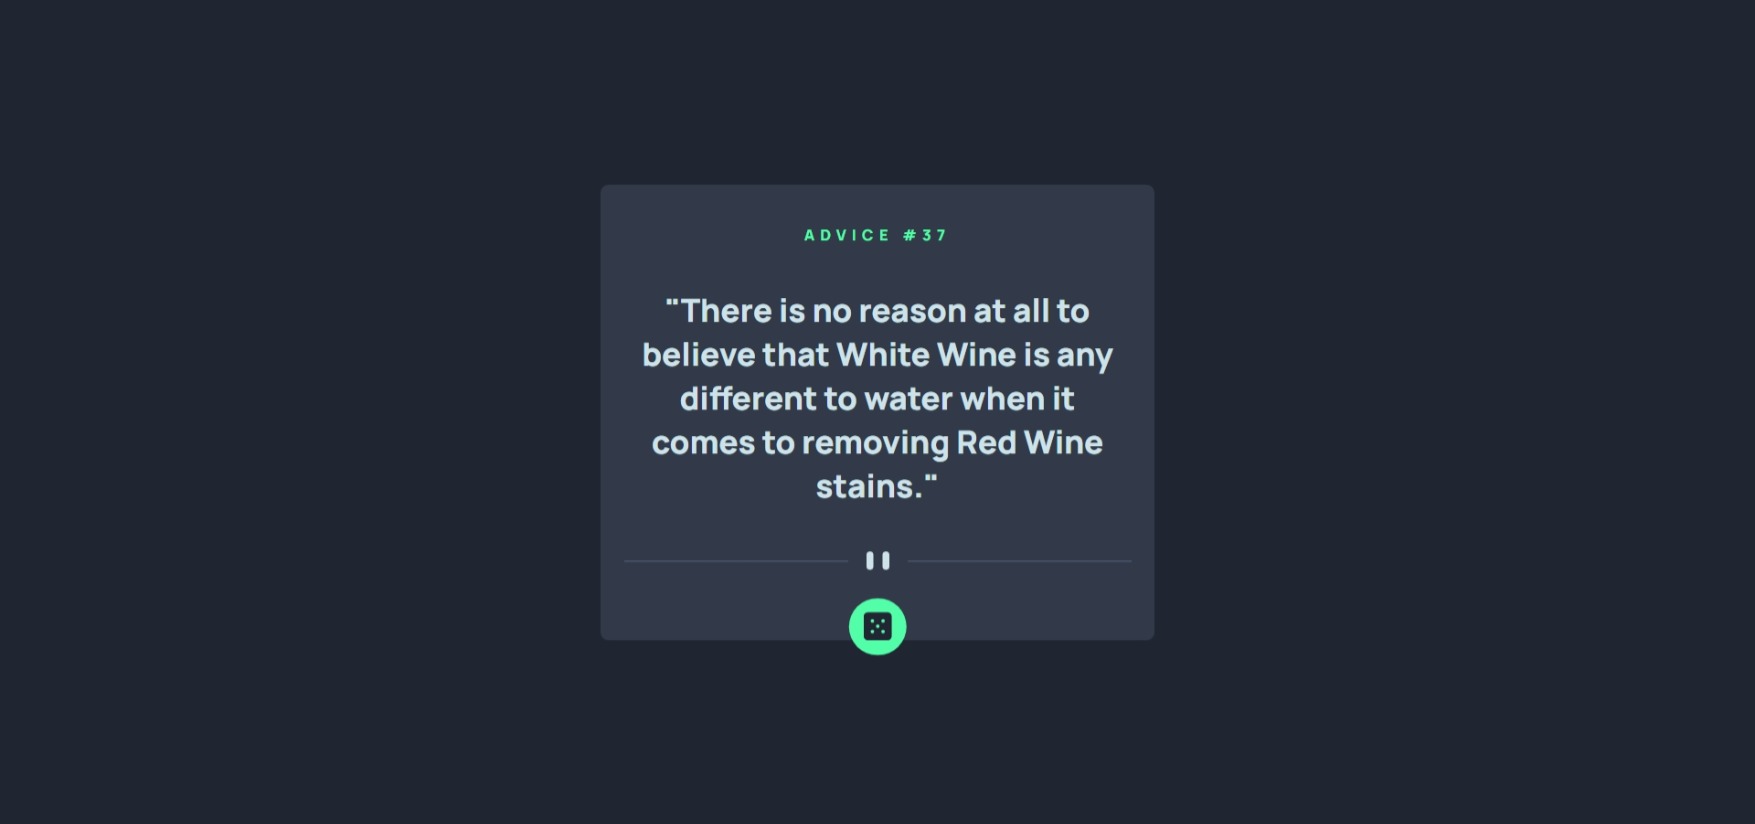 ADVICE #37
"There is no reason at all to
believe that White Wine is any
different to water when it
comes to removing Red Wine
stains."